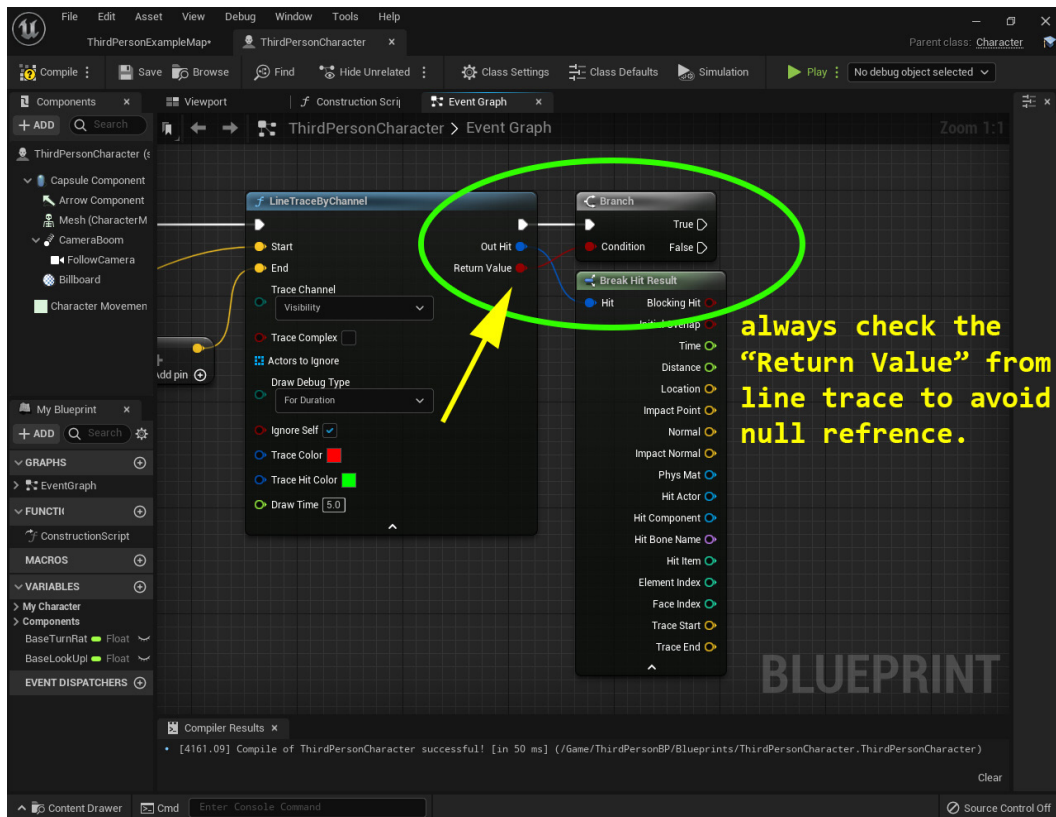 File Edit Asset View Debug Window Tools Help
ThirdPersonExampleMap•
ThirdPersonCharacter
Parent class: Character
Compile
Save
Browse
Find
Hide Unrelated
Class Settings
Class Defaults
Simulation
Play
No debug object selected
Components
Viewport
Construction Scrip
Event Graph
+ ADD
Search
ThirdPersonCharacter > Event Graph
Zoom 1:1
ThirdPersonCharacter (s
Capsule Component
Arrow Component
Mesh (CharacterM
CameraBoom
FollowCamera
Billboard
Character Movemen
LineTraceByChannel
Start
End
Out Hit
Return Value
Trace Channel
Visibility
Trace Complex
Actors to Ignore
Draw Debug Type
For Duration
Ignore Self
Trace Color
Trace Hit Color
Draw Time 5.0
Add pin
Branch
True
Condition False
Break Hit Result
Hit Blocking Hit
Initial Overlap
Time
Distance
Location
Impact Point
Normal
Impact Normal
Phys Mat
Hit Actor
Hit Component
Hit Bone Name
Hit Item
Element Index
Face Index
Trace Start
Trace End
always check the
“Return Value” from
line trace to avoid
null refrence.
BLUEPRINT
My Blueprint
+ ADD
Search
GRAPHS
EventGraph
FUNCTI
ConstructionScript
MACROS
VARIABLES
My Character
Components
BaseTurnRat Float
BaseLookUpl Float
EVENT DISPATCHERS
Compiler Results
• [4161.09] Compile of ThirdPersonCharacter successful! [in 50 ms] (/Game/ThirdPersonBP/Blueprints/ThirdPersonCharacter.ThirdPersonCharacter)
Clear
Content Drawer
Cmd
Enter Console Command
Source Control Off